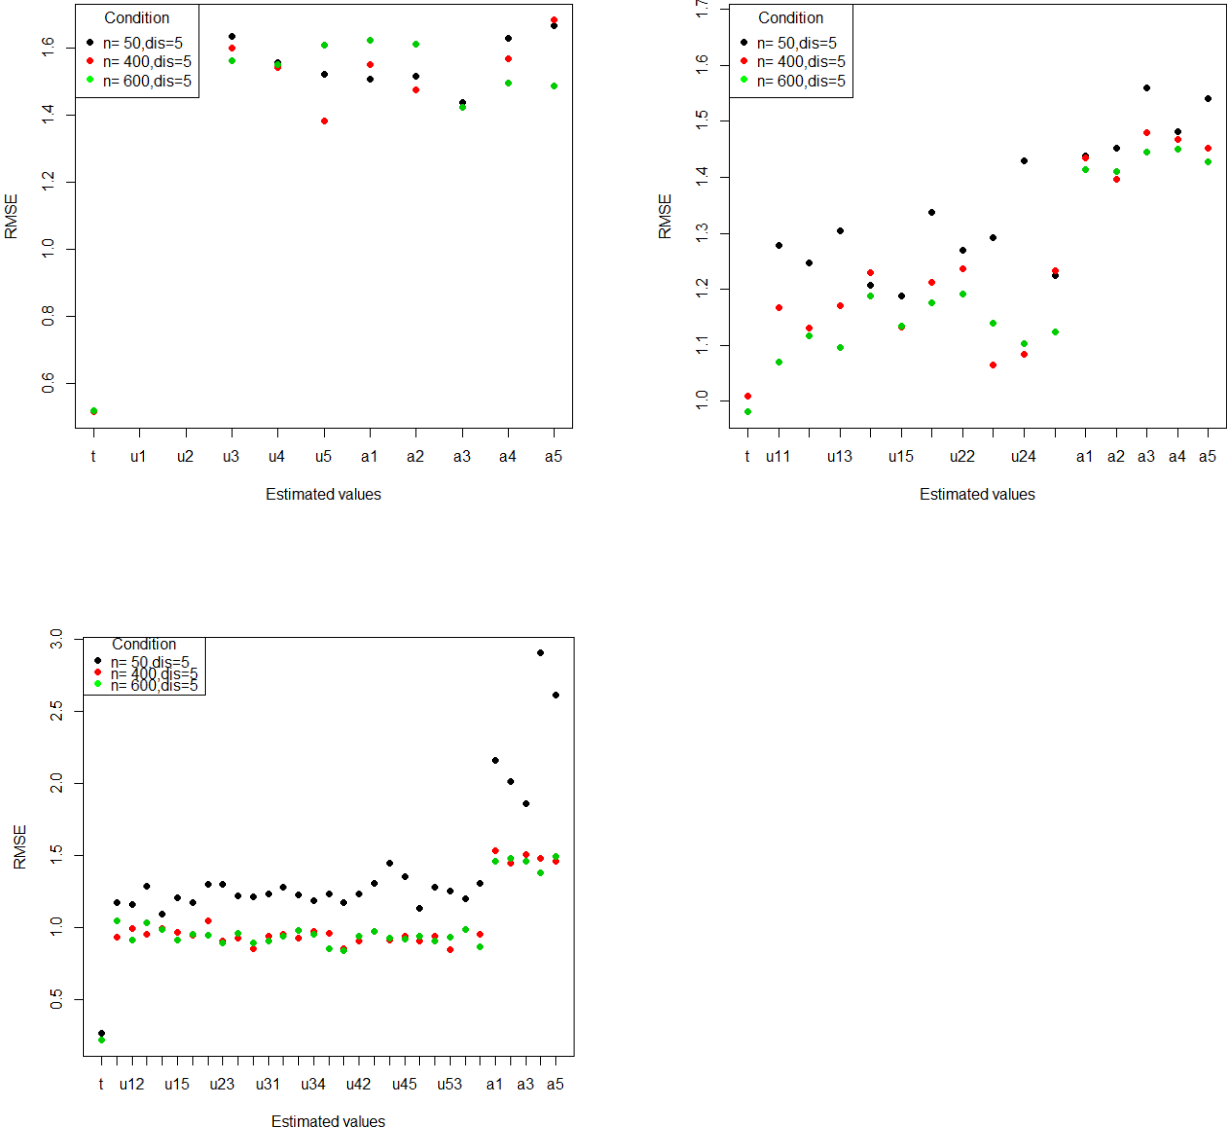 Condition
n= 50,dis=5
n= 400,dis=5
n= 600,dis=5
RMSE
1.6
1.4
1.2
1.0
0.8
0.6
t u1 u2 u3 u4 u5 a1 a2 a3 a4 a5
Estimated values
Condition
n= 50,dis=5
n= 400,dis=5
n= 600,dis=5
RMSE
1.7
1.6
1.5
1.4
1.3
1.2
1.1
1.0
t u11 u13 u15 u22 u24 a1 a2 a3 a4 a5
Estimated values
Condition
n= 50,dis=5
n= 400,dis=5
n= 600,dis=5
RMSE
3.0
2.5
2.0
1.5
1.0
0.5
t u12 u15 u23 u31 u34 u42 u45 u53 a1 a3 a5
Estimated values